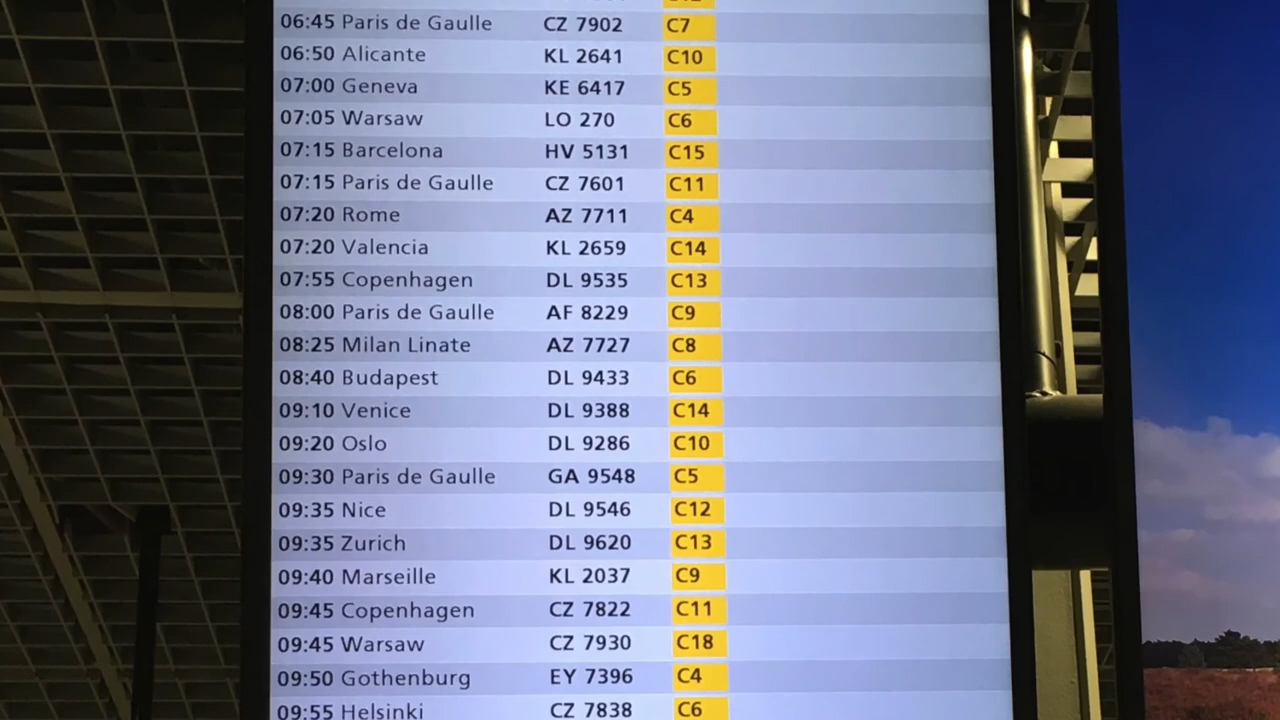 06:45 Paris de Gaulle CZ 7902 C7
06:50 Alicante KL 2641 C10
07:00 Geneva KE 6417 C5
07:05 Warsaw LO 270 C6
07:15 Barcelona HV 5131 C15
07:15 Paris de Gaulle CZ 7601 C11
07:20 Rome AZ 7711 C4
07:20 Valencia KL 2659 C14
07:55 Copenhagen DL 9535 C13
08:00 Paris de Gaulle AF 8229 C9
08:25 Milan Linate AZ 7727 C8
08:40 Budapest DL 9433 C6
09:10 Venice DL 9388 C14
09:20 Oslo DL 9286 C10
09:30 Paris de Gaulle GA 9548 C5
09:35 Nice DL 9546 C12
09:35 Zurich DL 9620 C13
09:40 Marseille KL 2037 C9
09:45 Copenhagen CZ 7822 C11
09:45 Warsaw CZ 7930 C18
09:50 Gothenburg EY 7396 C4
09:55 Helsinki CZ 7838 C6